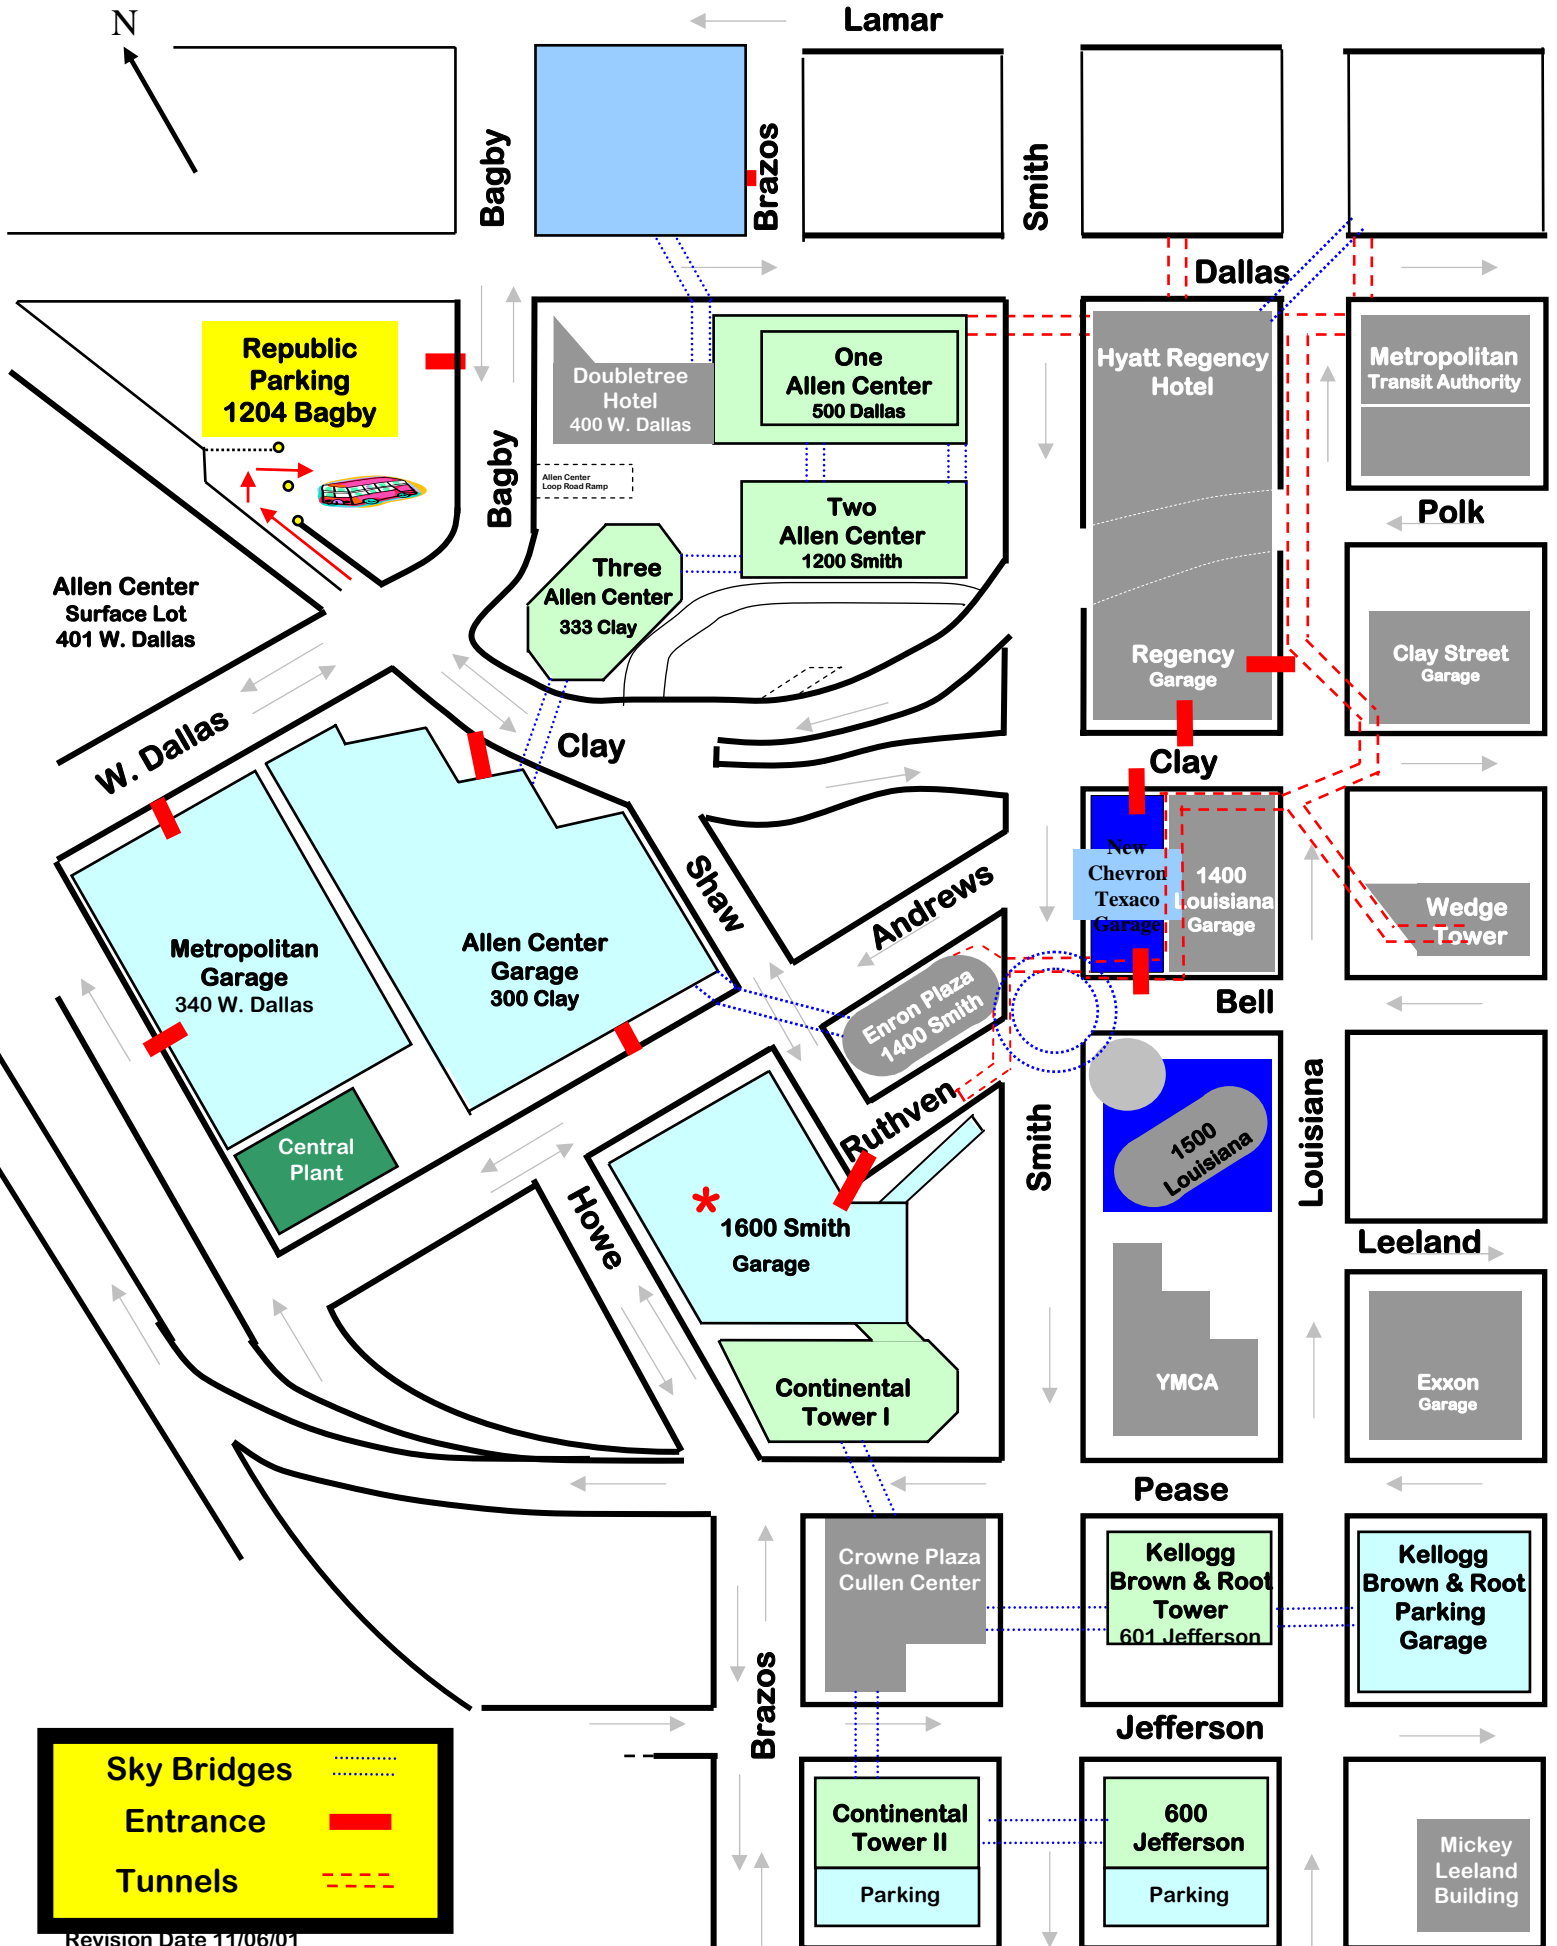 Lamar
N
Bagby
Brazos
Smith
Dallas
Republic
Parking
1204 Bagby
Doubletree
Hotel
400 W. Dallas
One
Allen Center
500 Dallas
Hyatt Regency
Hotel
Metropolitan
Transit Authority
Bagby
Allen Center
Loop Road Ramp
Two
Allen Center
1200 Smith
Polk
Three
Allen Center
333 Clay
Allen Center
Surface Lot
401 W. Dallas
Regency
Garage
Clay Street
Garage
W. Dallas
Clay
Clay
Shaw
Andrews
New
Chevron
Texaco
Garage
1400
Louisiana
Garage
Wedge
Tower
Metropolitan
Garage
340 W. Dallas
Allen Center
Garage
300 Clay
Enron Plaza
1400 Smith
Bell
Ruthven
Smith
Louisiana
1500
Louisiana
Central
Plant
Howe
*
1600 Smith
Garage
Leeland
Continental
Tower I
YMCA
Exxon
Garage
Pease
Crowne Plaza
Cullen Center
Kellogg
Brown & Root
Tower
601 Jefferson
Kellogg
Brown & Root
Parking
Garage
Brazos
Jefferson
Sky Bridges
Entrance
Tunnels
Continental
Tower II
Parking
600
Jefferson
Parking
Mickey
Leeland
Building
Revision Date 11/06/01